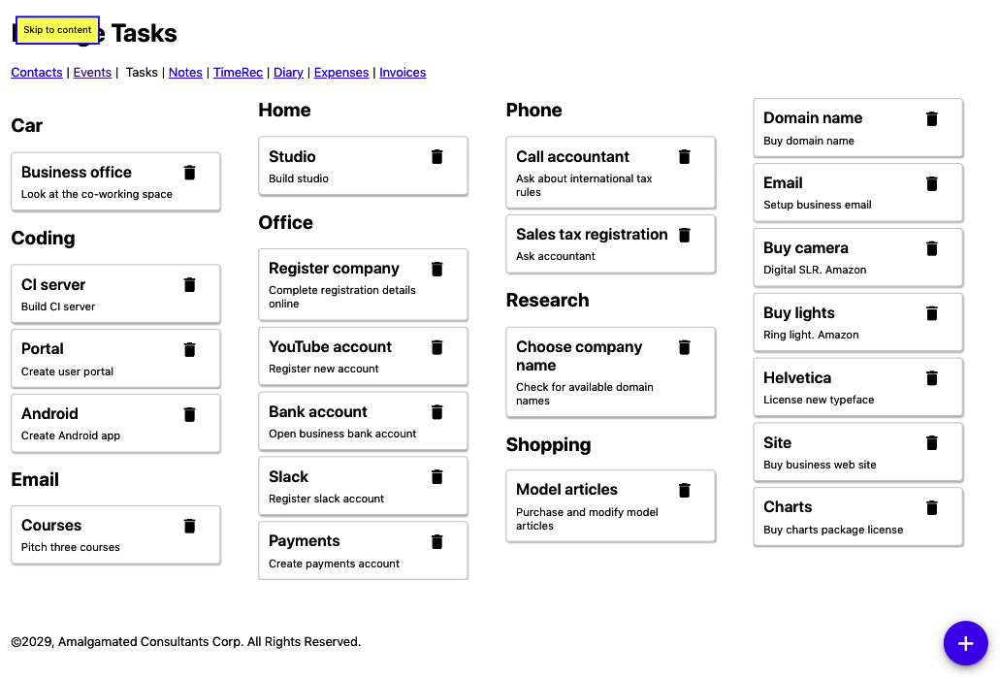 Skip to content
Tasks
Contacts | Events | Tasks | Notes | TimeRec | Diary | Expenses | Invoices
Car
Business office
Look at the co-working space
Coding
CI server
Build CI server
Portal
Create user portal
Android
Create Android app
Email
Courses
Pitch three courses
Home
Studio
Build studio
Office
Register company
Complete registration details
online
YouTube account
Register new account
Bank account
Open business bank account
Slack
Register slack account
Payments
Create payments account
Phone
Call accountant
Ask about international tax
rules
Sales tax registration
Ask accountant
Research
Choose company
name
Check for available domain
names
Shopping
Model articles
Purchase and modify model
articles
Domain name
Buy domain name
Email
Setup business email
Buy camera
Digital SLR. Amazon
Buy lights
Ring light. Amazon
Helvetica
License new typeface
Site
Buy business web site
Charts
Buy charts package license
©2029, Amalgamated Consultants Corp. All Rights Reserved.